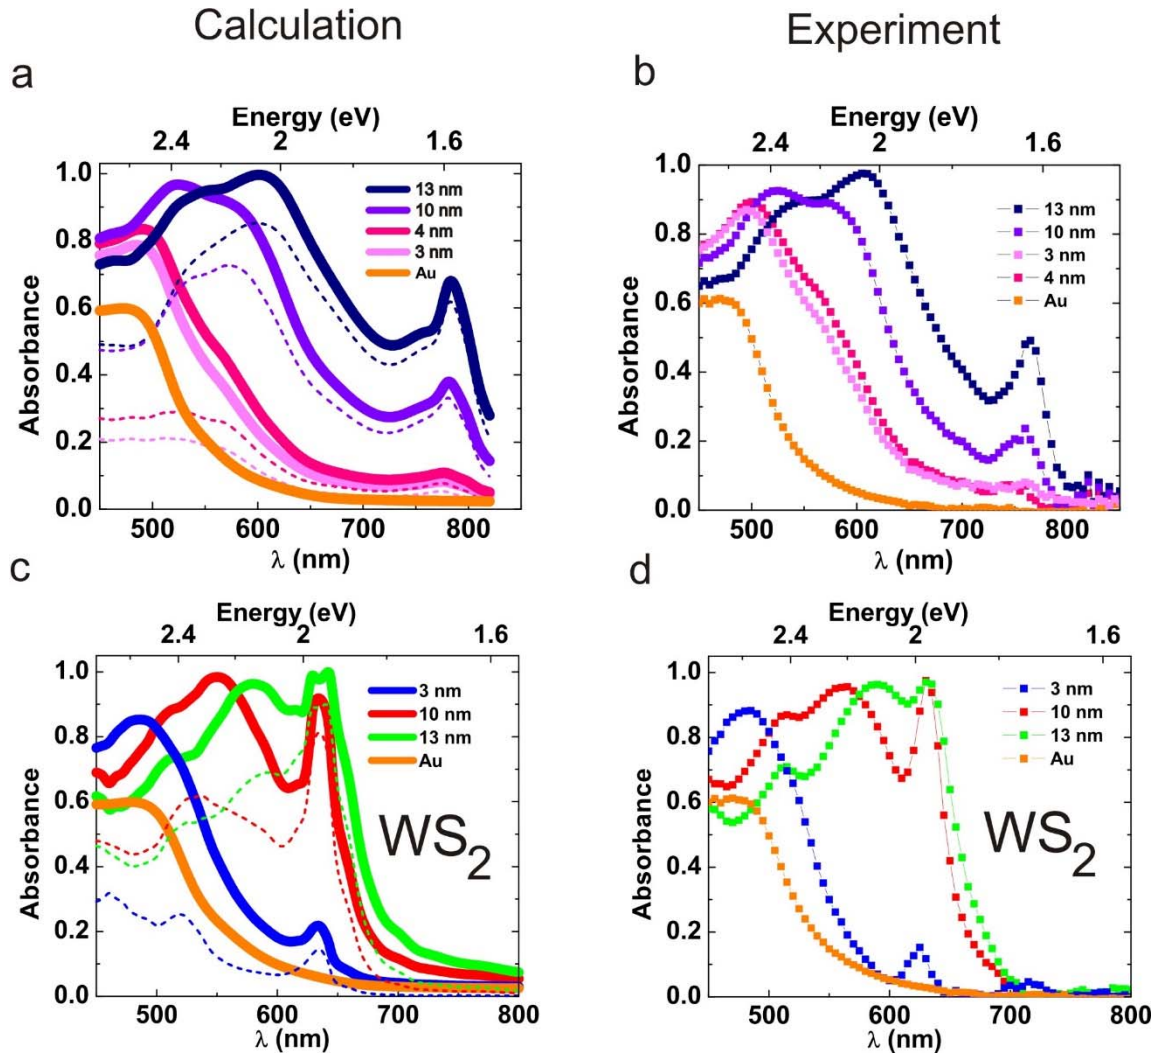 Calculation
Experiment
a
Energy (eV)
2.4 2 1.6
1.0
0.8
0.6
0.4
0.2
0.0
Absorbance
13 nm
10 nm
4 nm
3 nm
Au
500 600 700 800
λ (nm)
b
Energy (eV)
2.4 2 1.6
1.0
0.8
0.6
0.4
0.2
0.0
Absorbance
13 nm
10 nm
3 nm
4 nm
Au
500 600 700 800
λ (nm)
c
Energy (eV)
2.4 2 1.6
1.0
0.8
0.6
0.4
0.2
0.0
Absorbance
3 nm
10 nm
13 nm
Au
WS2
500 600 700 800
λ (nm)
d
Energy (eV)
2.4 2 1.6
1.0
0.8
0.6
0.4
0.2
0.0
Absorbance
3 nm
10 nm
13 nm
Au
WS2
500 600 700 800
λ (nm)